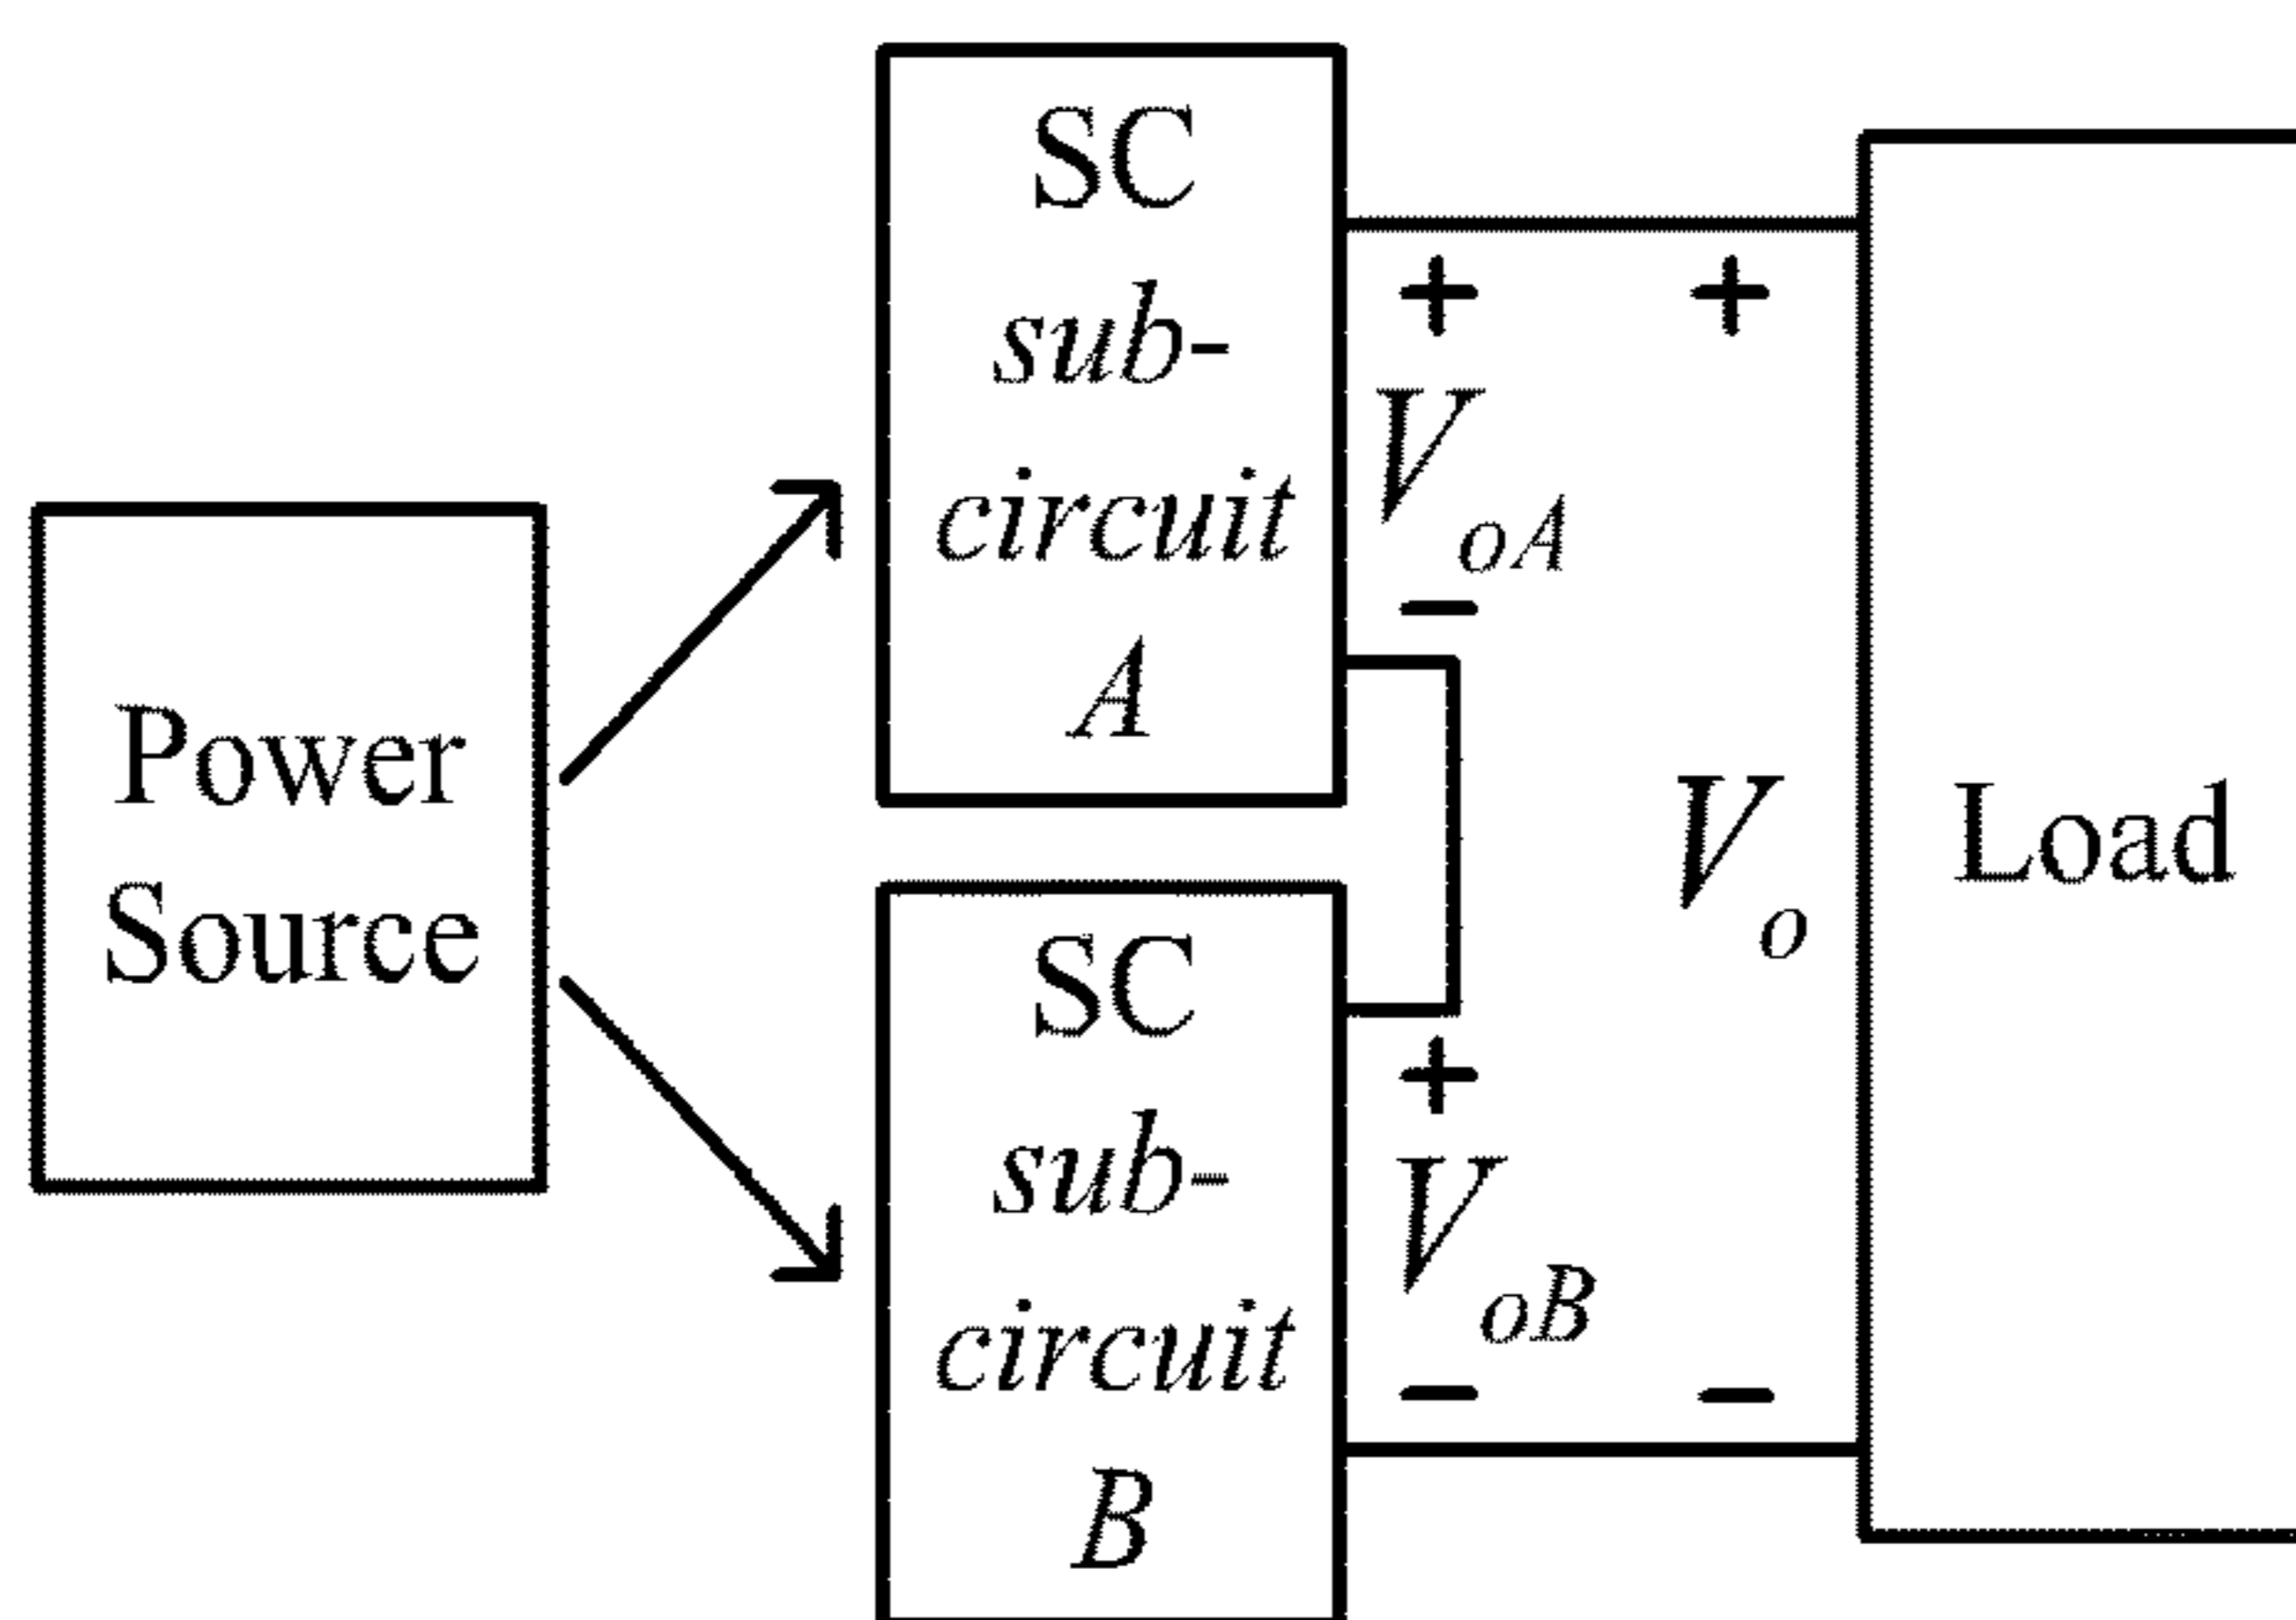 Power
Source
SC
sub-
circuit
A
SC
sub-
circuit
B
+
V_oA
−
+
V_oB
−
+
V_o
−
Load